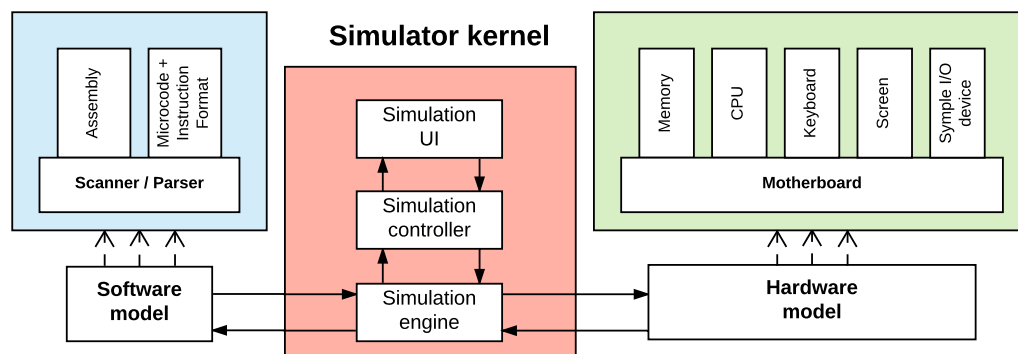 Simulator kernel
Assembly
Microcode +
Instruction
Format
Scanner / Parser
Software
model
Simulation
UI
Simulation
controller
Simulation
engine
Memory
CPU
Keyboard
Screen
Symple I/O
device
Motherboard
Hardware
model